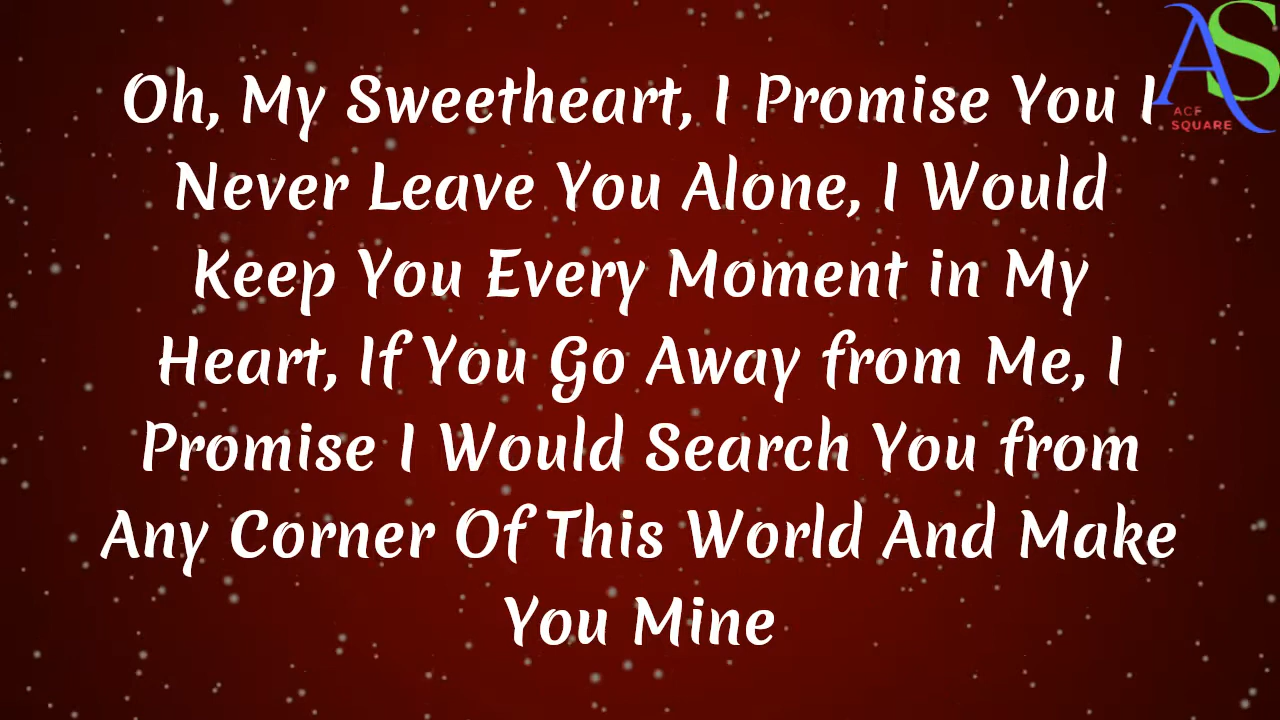 Oh, My Sweetheart, I Promise You I
Never Leave You Alone, I Would
Keep You Every Moment in My
Heart, If You Go Away from Me, I
Promise I Would Search You from
Any Corner Of This World And Make
You Mine
AS
ACF
SQUARE